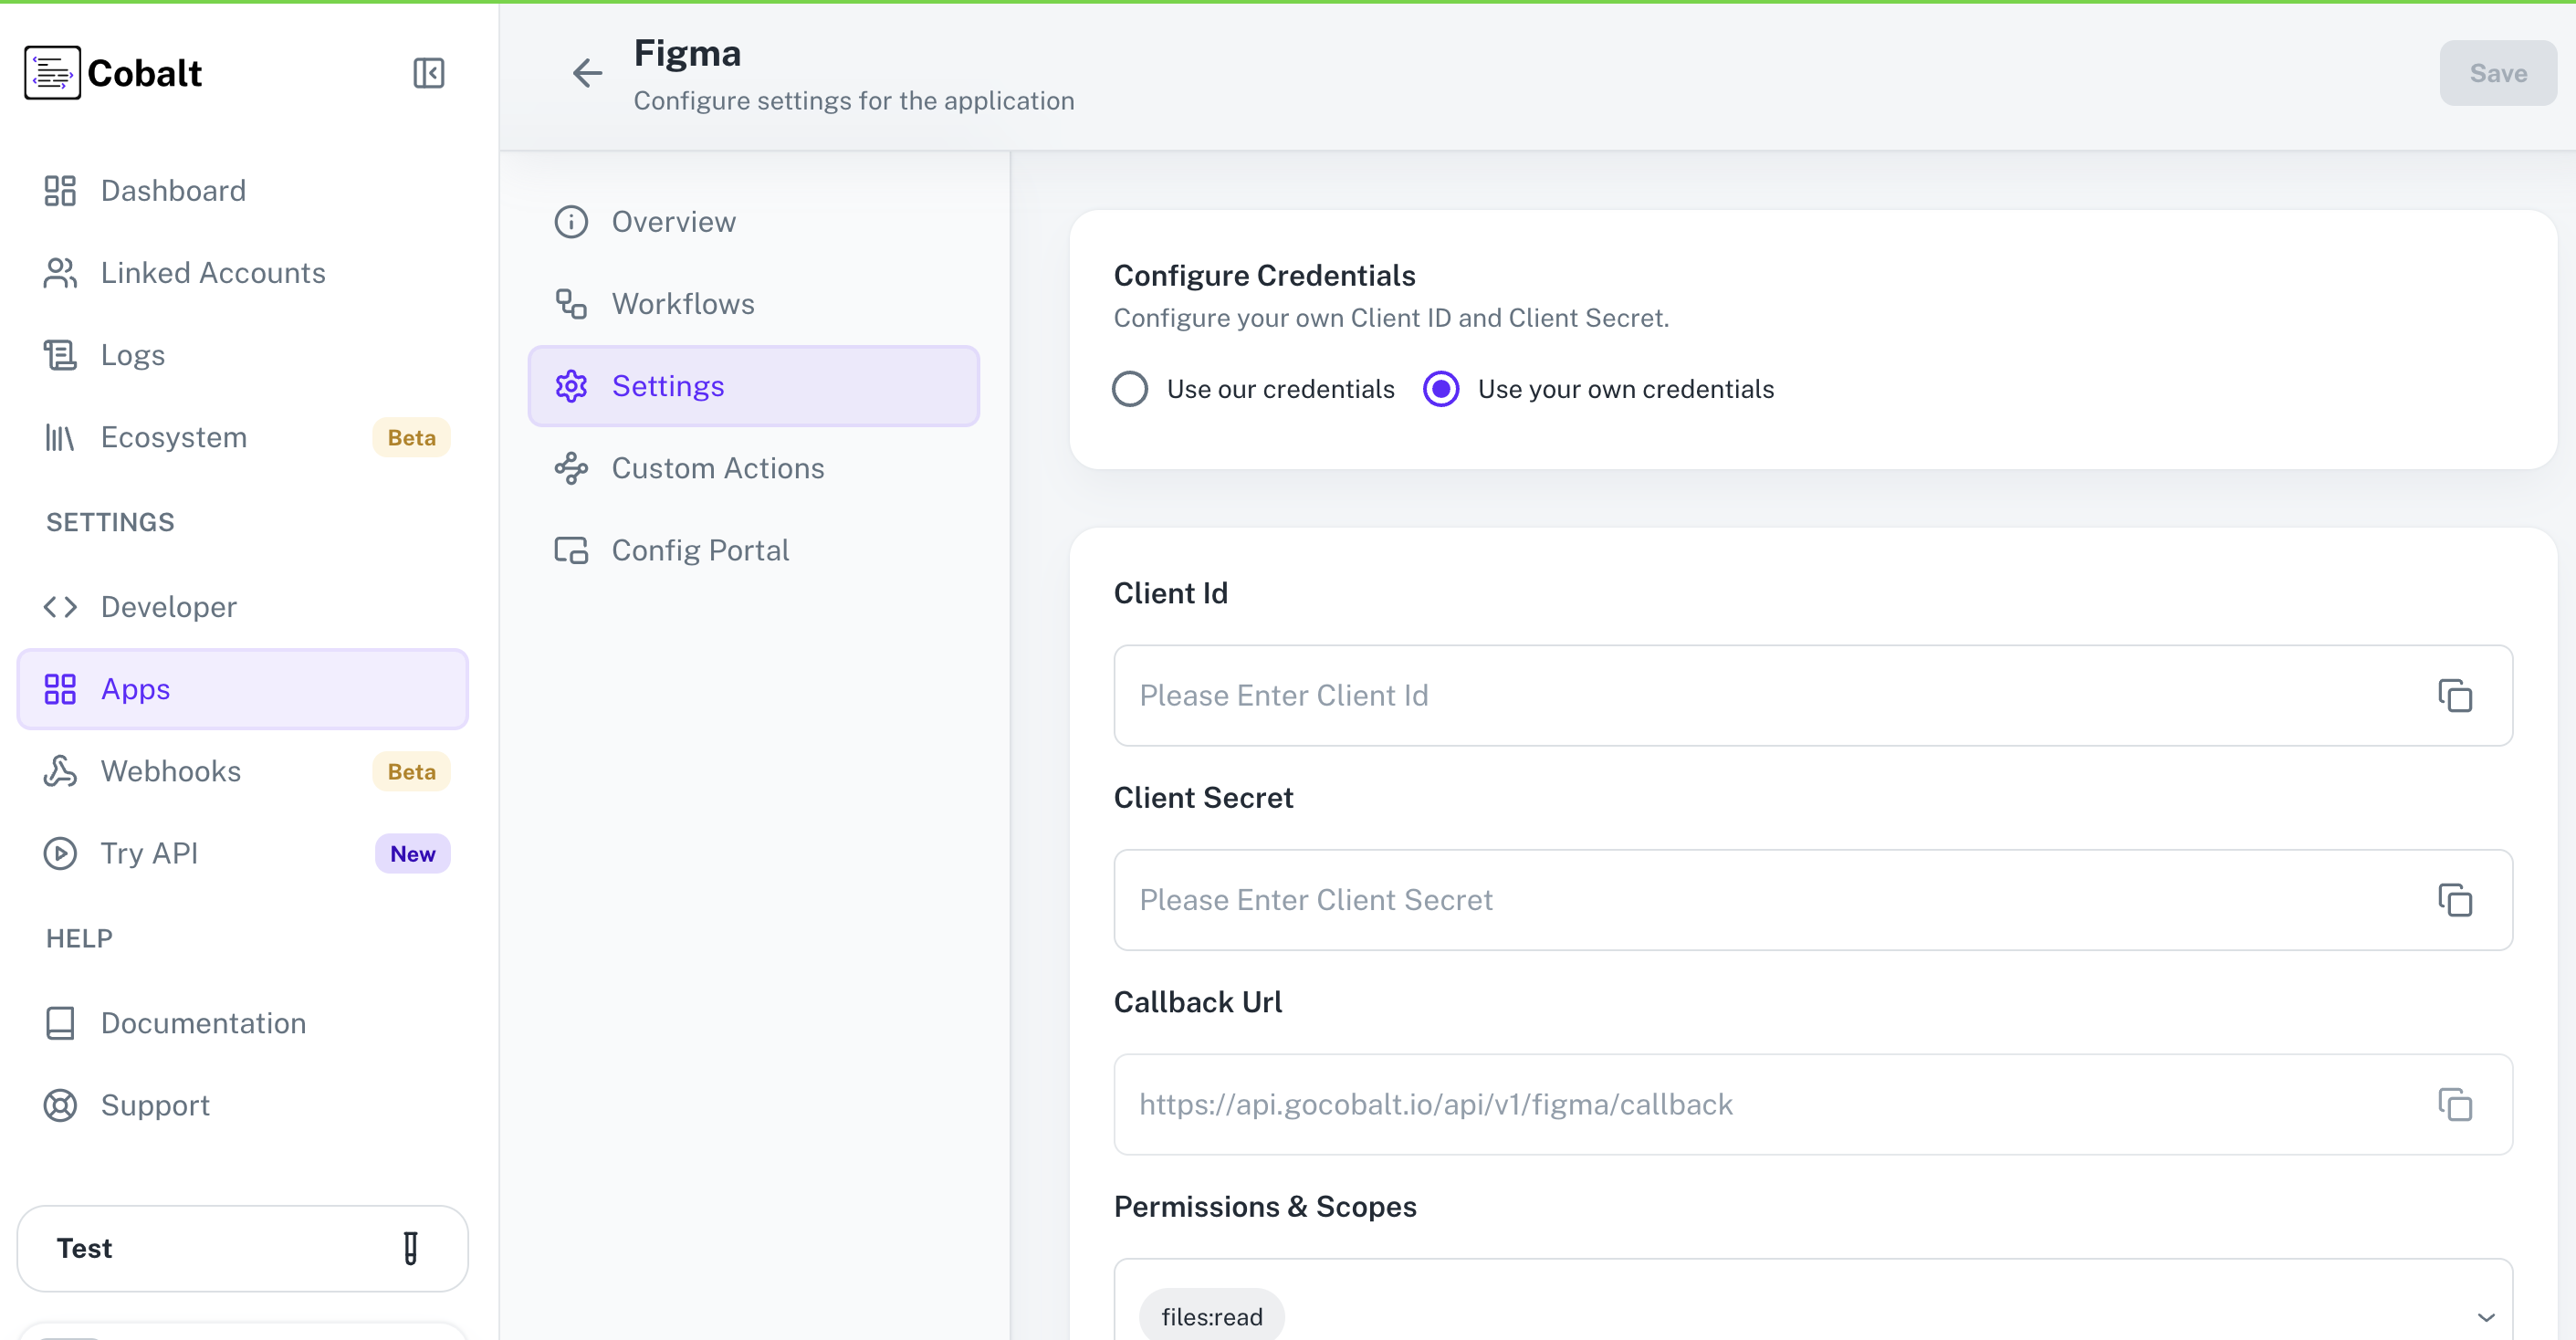 Cobalt
Dashboard
Linked Accounts
Logs
Ecosystem Beta
SETTINGS
Developer
Apps
Webhooks Beta
Try API New
HELP
Documentation
Support
Test
Figma
Configure settings for the application
Save
Overview
Workflows
Settings
Custom Actions
Config Portal
Configure Credentials
Configure your own Client ID and Client Secret.
Use our credentials Use your own credentials
Client Id
Please Enter Client Id
Client Secret
Please Enter Client Secret
Callback Url
https://api.gocobalt.io/api/v1/figma/callback
Permissions & Scopes
files:read